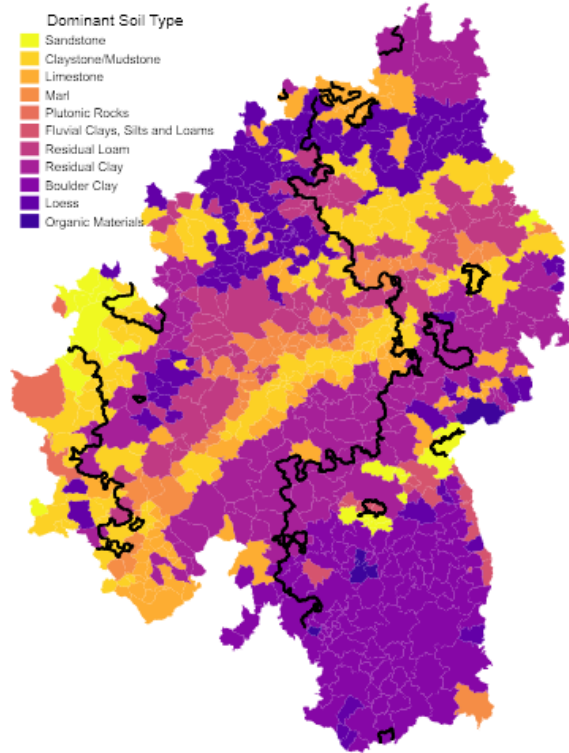 Dominant Soil Type
Sandstone
Claystone/Mudstone
Limestone
Marl
Plutonic Rocks
Fluvial Clays, Silts and Loams
Residual Loam
Residual Clay
Boulder Clay
Loess
Organic Materials